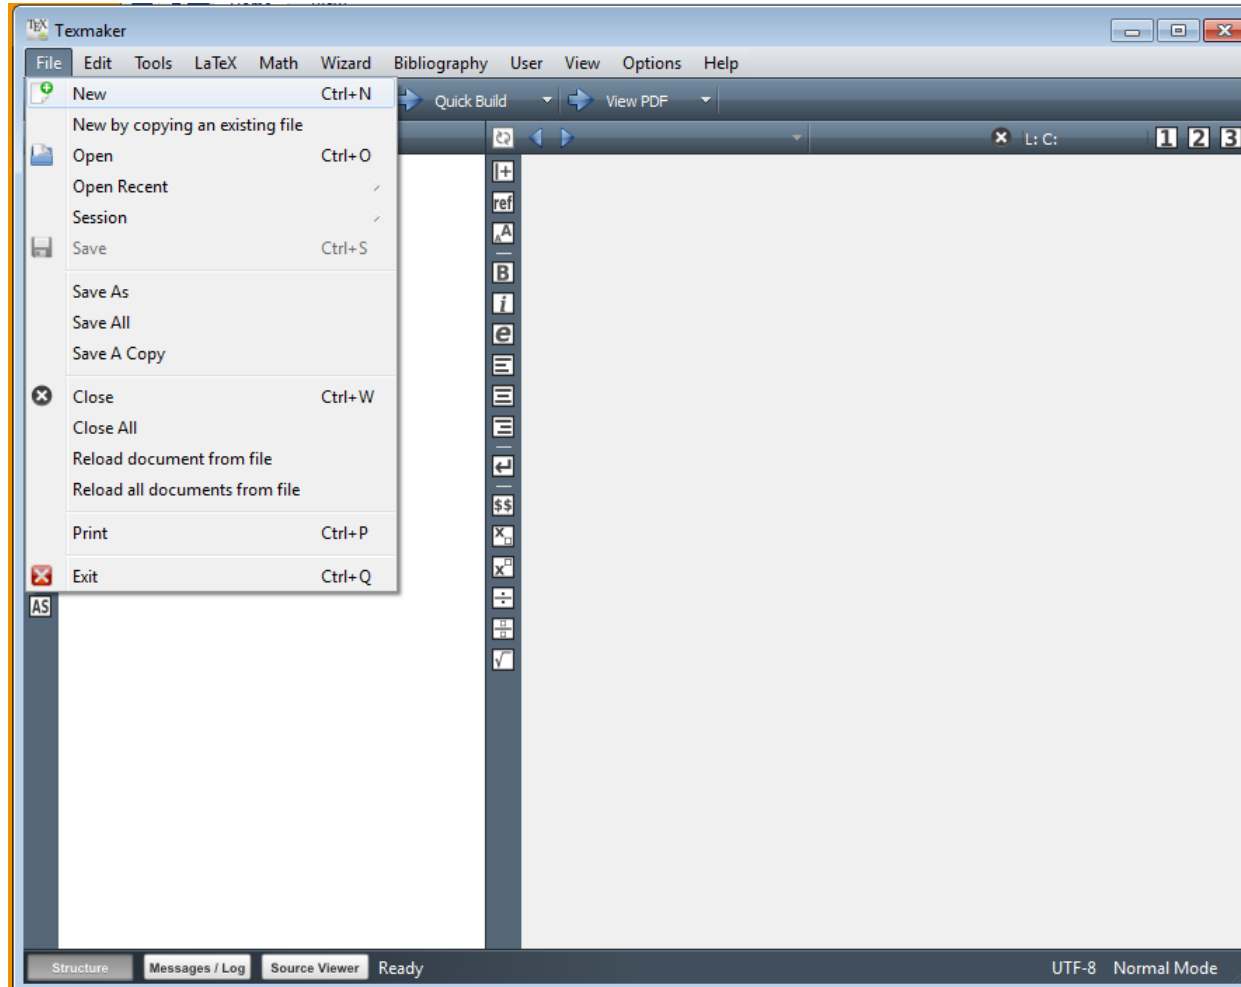 TEX Texmaker
File Edit Tools LaTeX Math Wizard Bibliography User View Options Help
New Ctrl+N
Quick Build View PDF
New by copying an existing file
L: C: 1 2 3
Open Ctrl+O
Open Recent
Session
Save Ctrl+S
Save As
Save All
Save A Copy
Close Ctrl+W
Close All
Reload document from file
Reload all documents from file
Print Ctrl+P
Exit Ctrl+Q
AS
ref
AA
B
i
e
$$
x
x
Structure Messages / Log Source Viewer Ready UTF-8 Normal Mode